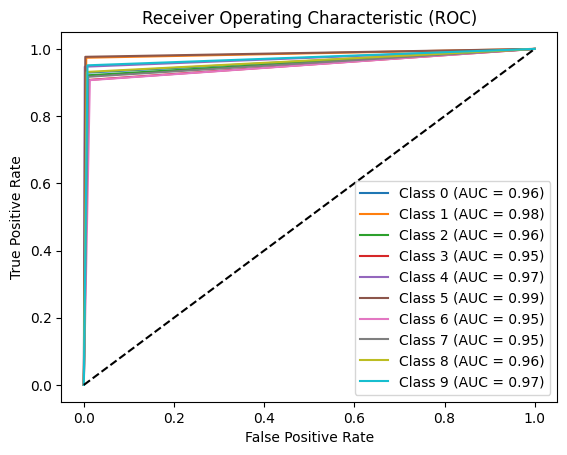 Receiver Operating Characteristic (ROC)
True Positive Rate
1.0
0.8
0.6
0.4
0.2
0.0
Class 0 (AUC = 0.96)
Class 1 (AUC = 0.98)
Class 2 (AUC = 0.96)
Class 3 (AUC = 0.95)
Class 4 (AUC = 0.97)
Class 5 (AUC = 0.99)
Class 6 (AUC = 0.95)
Class 7 (AUC = 0.95)
Class 8 (AUC = 0.96)
Class 9 (AUC = 0.97)
0.0 0.2 0.4 0.6 0.8 1.0
False Positive Rate